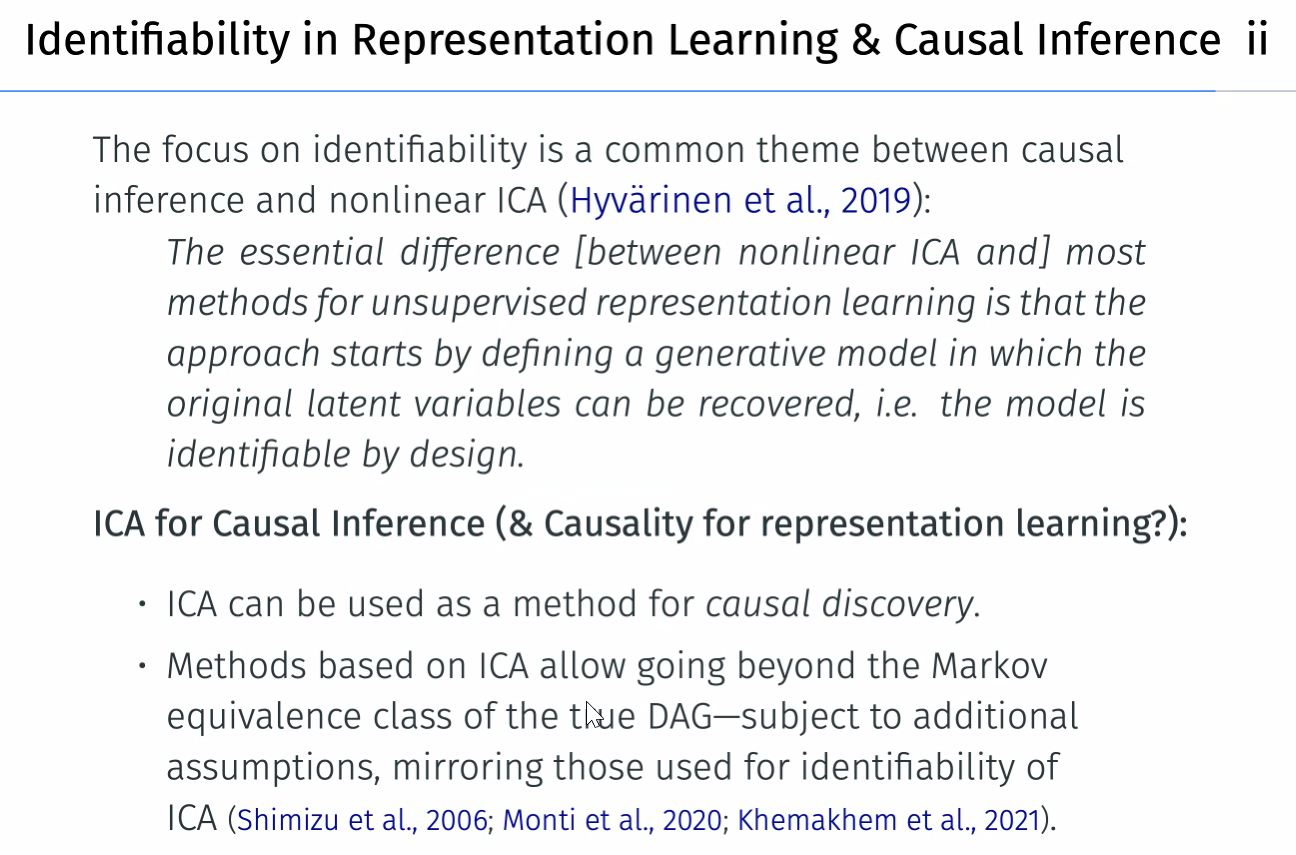 Identifiability in Representation Learning & Causal Inference ii
The focus on identifiability is a common theme between causal
inference and nonlinear ICA (Hyvärinen et al., 2019):
The essential difference [between nonlinear ICA and] most
methods for unsupervised representation learning is that the
approach starts by defining a generative model in which the
original latent variables can be recovered, i.e. the model is
identifiable by design.
ICA for Causal Inference (& Causality for representation learning?):
• ICA can be used as a method for causal discovery.
• Methods based on ICA allow going beyond the Markov
equivalence class of the true DAG—subject to additional
assumptions, mirroring those used for identifiability of
ICA (Shimizu et al., 2006; Monti et al., 2020; Khemakhem et al., 2021).